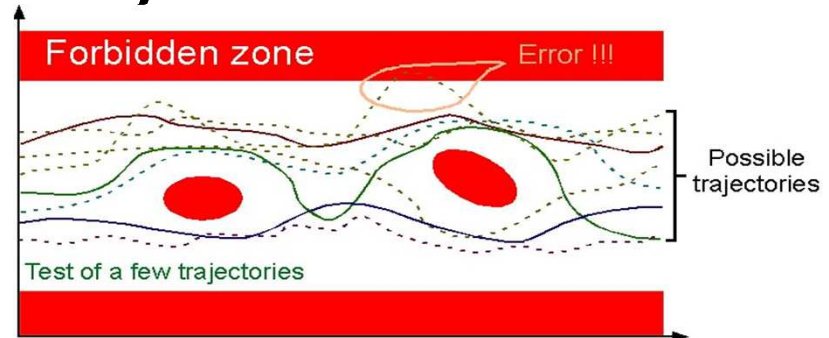 Forbidden zone
Error !!!
Possible
trajectories
Test of a few trajectories